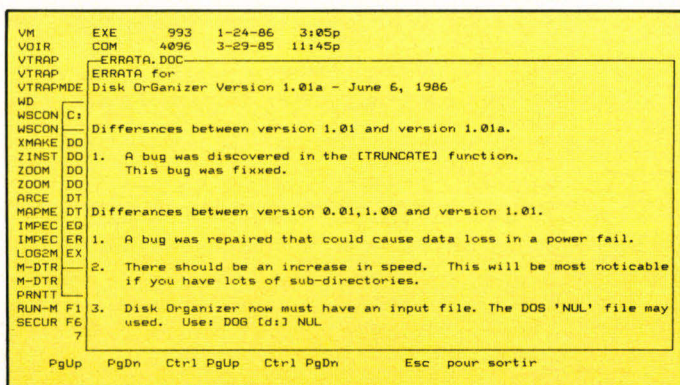 VM EXE 993 1-24-86 3:05p
VOIR COM 4096 3-29-85 11:45p
VTRAP ERRATA.DOC
VTRAP ERRATA for
VTRAPMDE Disk OrGanizer Version 1.01a - June 6, 1986
WD
WSCON C:
WSCON Differsnces between version 1.01 and version 1.01a.
XMAKE DO
ZINST DO 1. A bug was discovered in the [TRUNCATE] function.
ZOOM DO This bug was fixxed.
ZOOM DO
ARCE DT
MAPME DT Differances between version 0.01,1.00 and version 1.01.
IMPEC EQ
IMPEC ER 1. A bug was repaired that could cause data loss in a power fail.
LOG2M EX
M-DTR 2. There should be an increase in speed. This will be most noticable
M-DTR if you have lots of sub-directories.
PRNTT
RUN-M F1 3. Disk Organizer now must have an input file. The DOS 'NUL' file may
SECUR F6 used. Use: DOG [d:] NUL
7
PgUp PgDn Ctrl PgUp Ctrl PgDn Esc pour sortir